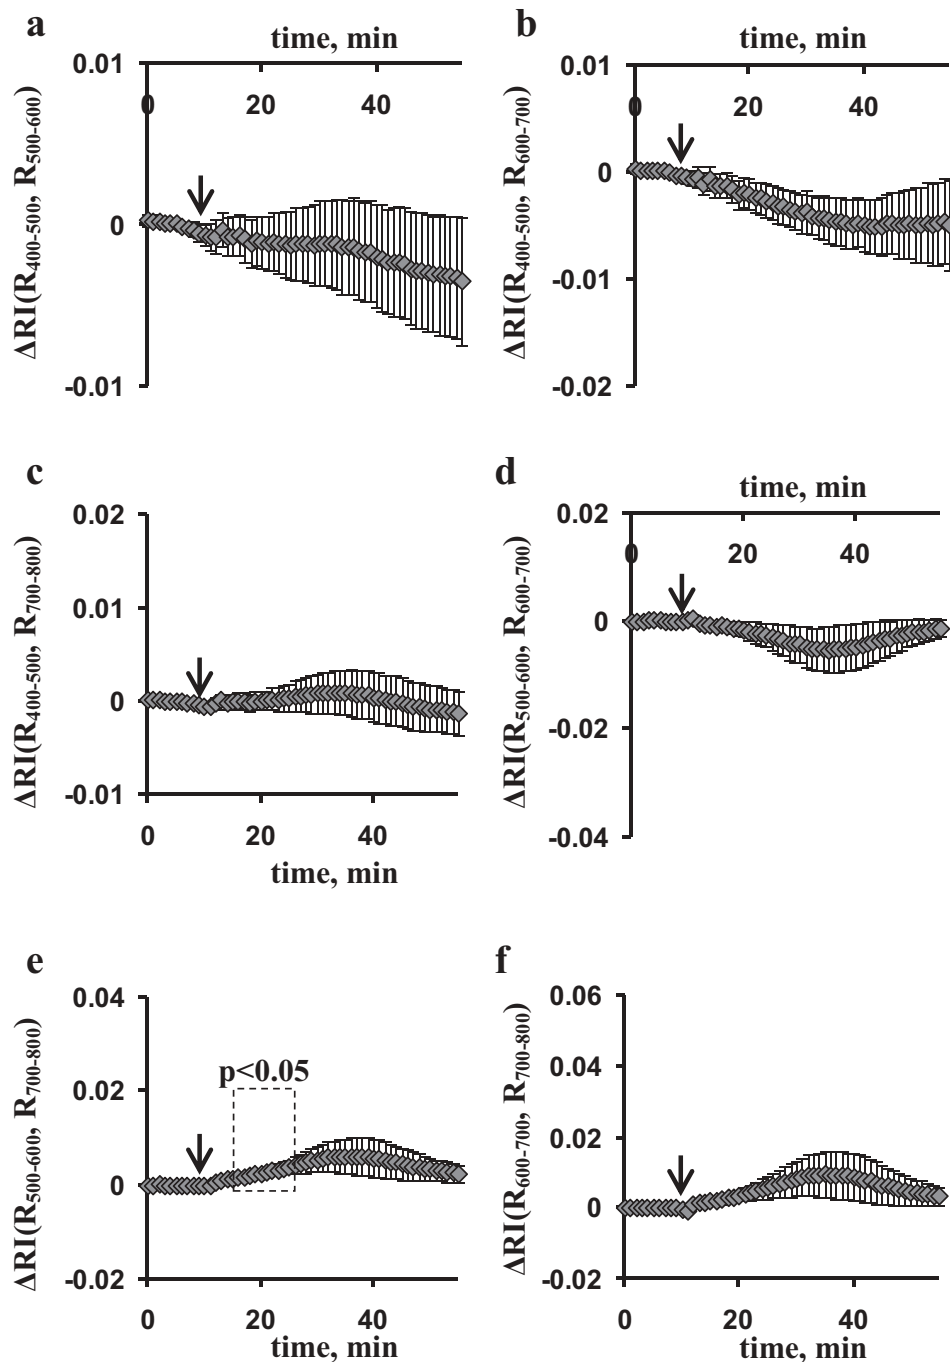 a
time, min
0.01
0
20
40
0
-0.01
ΔRI(R400-500, R500-600)
b
time, min
0.01
0
20
40
0
-0.01
-0.02
ΔRI(R400-500, R600-700)
c
0.02
0.01
0
-0.01
0
20
40
time, min
ΔRI(R400-500, R700-800)
d
time, min
0.02
0
20
40
0
-0.02
-0.04
ΔRI(R500-600, R600-700)
e
0.04
0.02
p<0.05
0
-0.02
0
20
40
time, min
ΔRI(R500-600, R700-800)
f
0.06
0.04
0.02
0
-0.02
0
20
40
time, min
ΔRI(R600-700, R700-800)